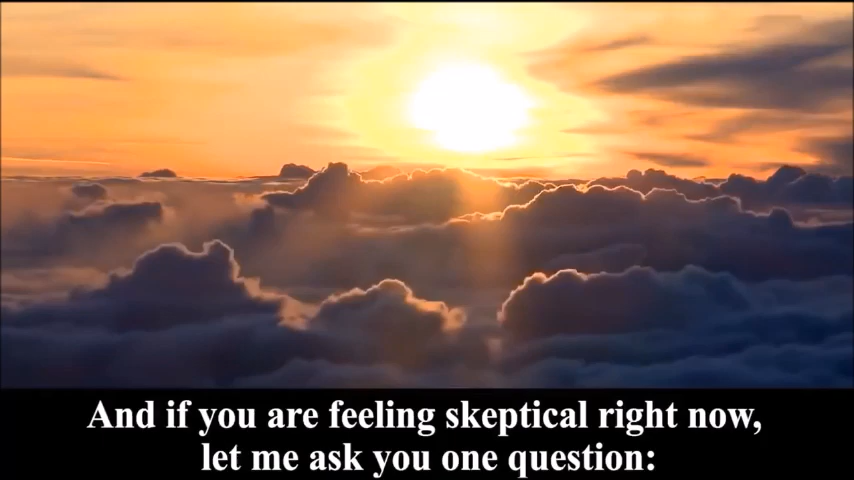 And if you are feeling skeptical right now,
let me ask you one question: